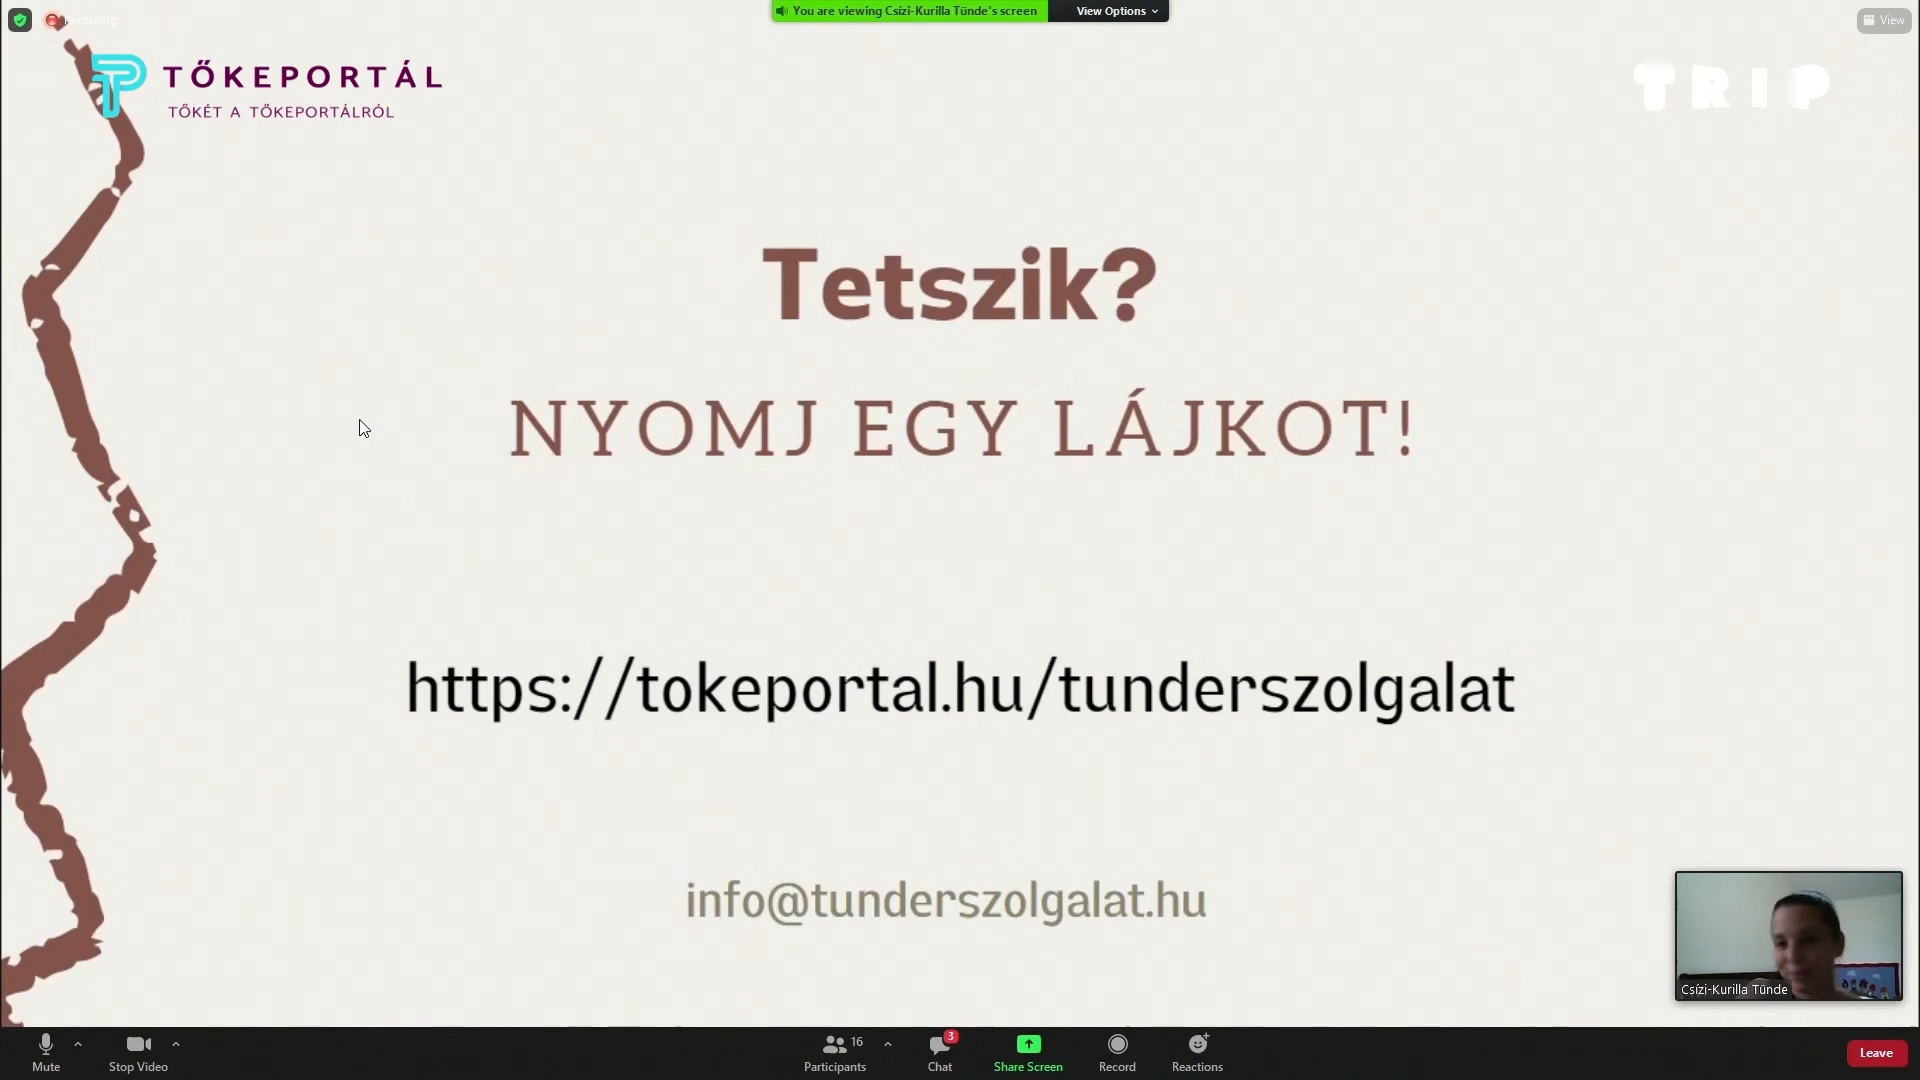 Recording
You are viewing Csízi-Kurilla Tünde's screen
View Options
View
TŐKEPORTÁL
TŐKÉT A TŐKEPORTÁLRÓL
TRIP
Tetszik?
NYOMJ EGY LÁJKOT!
https://tokeportal.hu/tunderszolgalat
info@tunderszolgalat.hu
Csízi-Kurilla Tünde
Mute
Stop Video
16
Participants
3
Chat
Share Screen
Record
Reactions
Leave